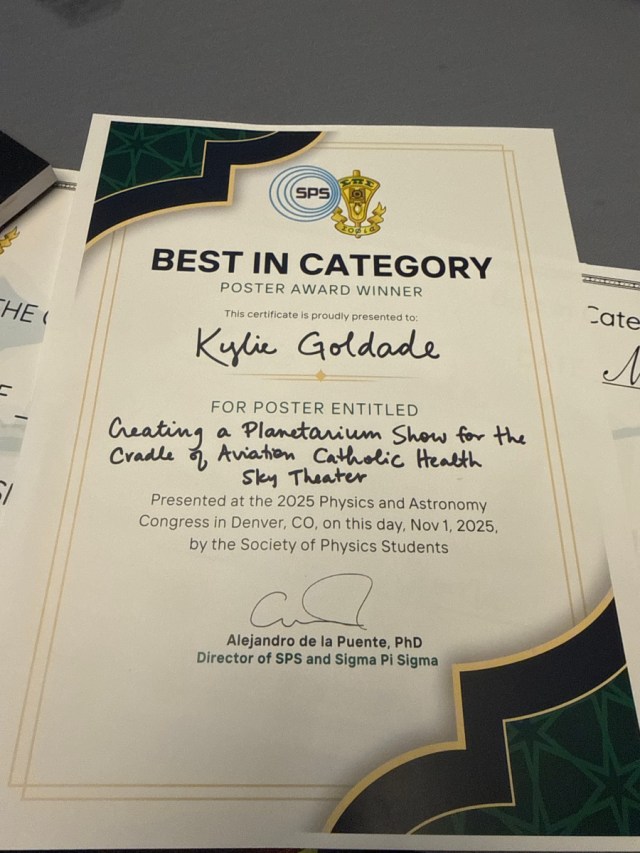 SPS
ΣΠΣ
BEST IN CATEGORY
POSTER AWARD WINNER
This certificate is proudly presented to:
Kylie Goldade
FOR POSTER ENTITLED
Creating a Planetarium Show for the
Cradle of Aviation Catholic Health
Sky Theater
Presented at the 2025 Physics and Astronomy
Congress in Denver, CO, on this day, Nov 1, 2025,
by the Society of Physics Students
Alejandro de la Puente, PhD
Director of SPS and Sigma Pi Sigma
THE
Cate